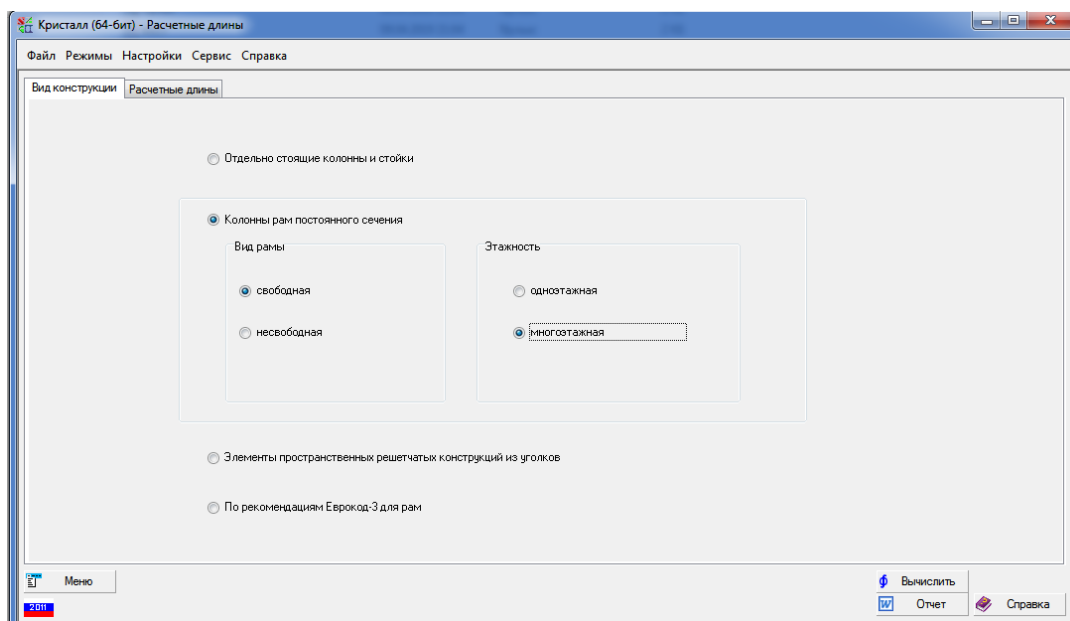 Кристалл (64-бит) - Расчетные длины
Файл Режимы Настройки Сервис Справка
Вид конструкции Расчетные длины
Отдельно стоящие колонны и стойки
Колонны рам постоянного сечения
Вид рамы Этажность
свободная одноэтажная
несвободная многоэтажная
Элементы пространственных решетчатых конструкций из уголков
По рекомендациям Еврокод-3 для рам
Меню Вычислить
2011 Отчет Справка